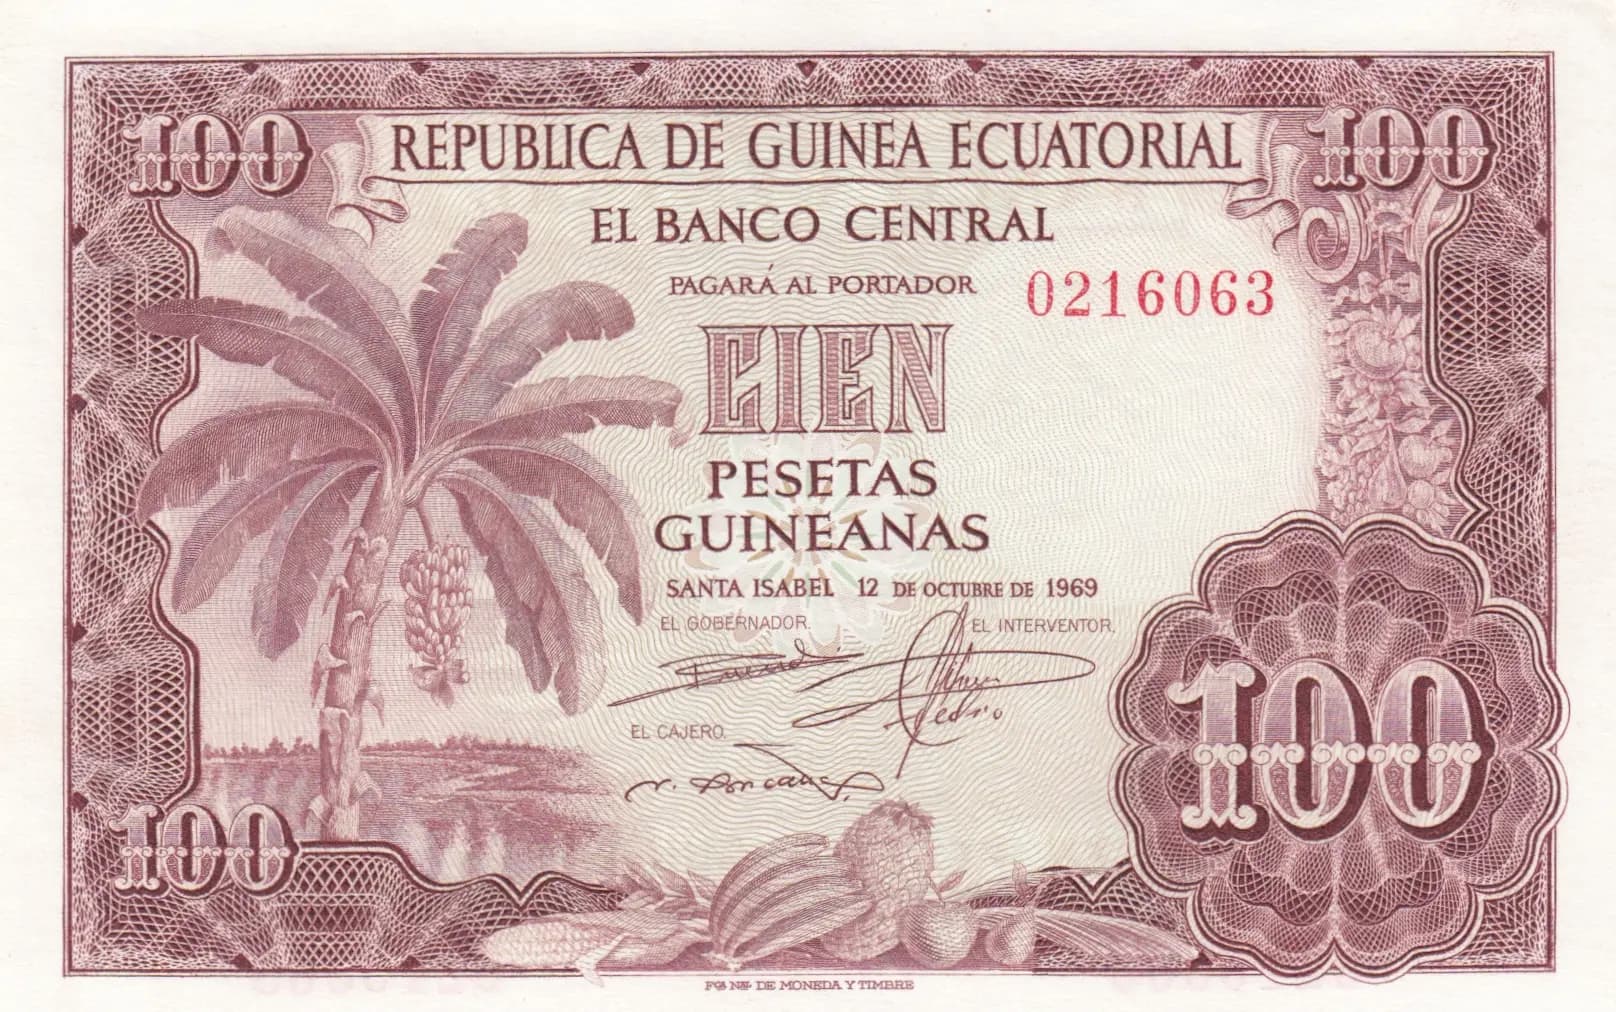 100 REPUBLICA DE GUINEA ECUATORIAL 100
EL BANCO CENTRAL
PAGARÁ AL PORTADOR 0216063
CIEN
PESETAS
GUINEANAS
SANTA ISABEL 12 DE OCTUBRE DE 1969
EL GOBERNADOR. EL INTERVENTOR.
Pedro
EL CAJERO.
100
100
Fca Nal DE MONEDA Y TIMBRE